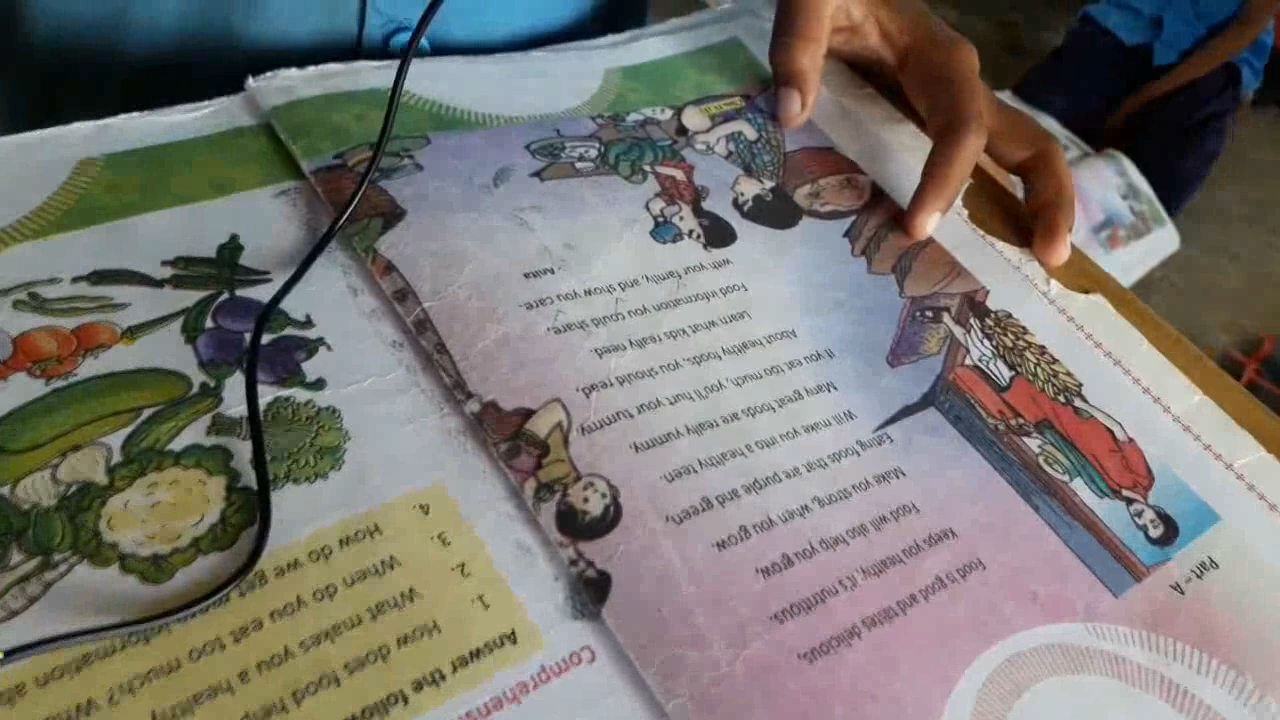 Part - A
Food is good and tastes delicious,
Keeps you healthy, it's nutritious.
Food will also help you grow,
Make you strong, when you grow.
Eating foods that are purple and green,
Will make you into a healthy teen.
Many great foods are really yummy.
If you eat too much, you'll hurt your tummy.
About healthy foods, you should read,
Learn what kids really need.
Food information you could share,
with your family, and show you care.
- Anita
Comprehens
Answer the follow
1. How does food help
2. What makes you a healthy
3. When do you eat too much?
4. How do we get information